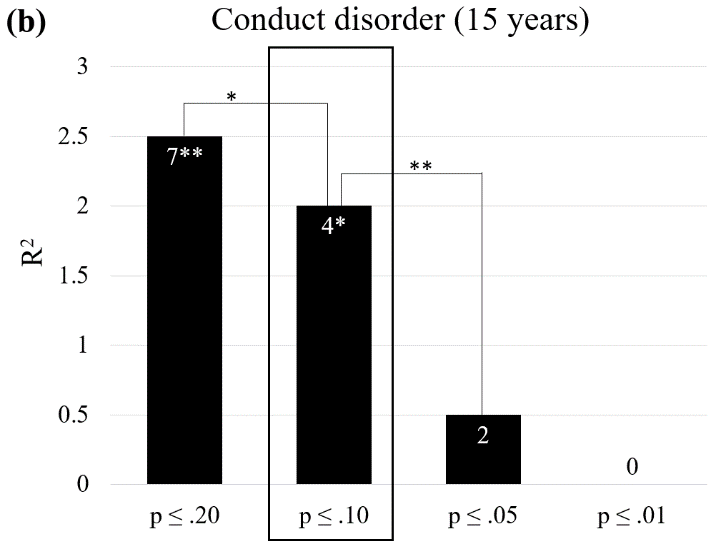 (b) Conduct disorder (15 years)
3
2.5
2
1.5
1
0.5
0
R²
*
**
7**
4*
2
0
p ≤ .20
p ≤ .10
p ≤ .05
p ≤ .01